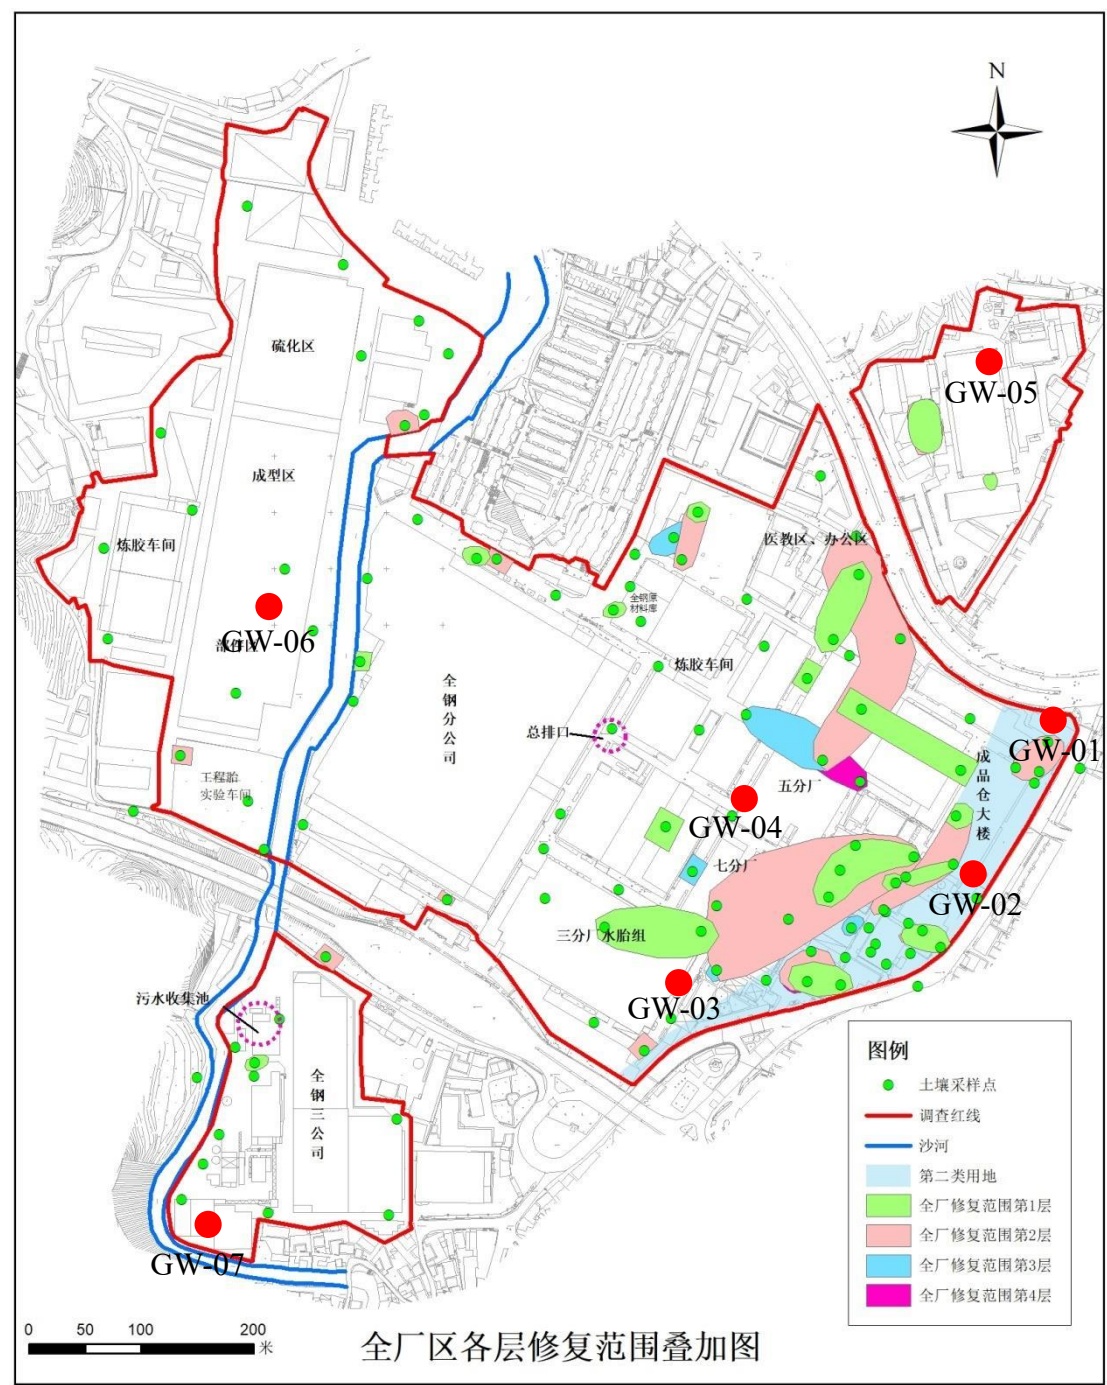 N
GW-05
硫化区
成型区
炼胶车间
医教区、办公区
全钢原
材料库
GW-06
部件区
炼胶车间
全
钢
分
公
司
总排口
GW-01
成
品
仓
大
楼
工程胎
实验车间
五分厂
GW-04
七分厂
GW-02
三分厂水胎组
GW-03
污水收集池
全
钢
三
公
司
GW-07
图例
土壤采样点
调查红线
沙河
第二类用地
全厂修复范围第1层
全厂修复范围第2层
全厂修复范围第3层
全厂修复范围第4层
0 50 100 200
米
全厂区各层修复范围叠加图